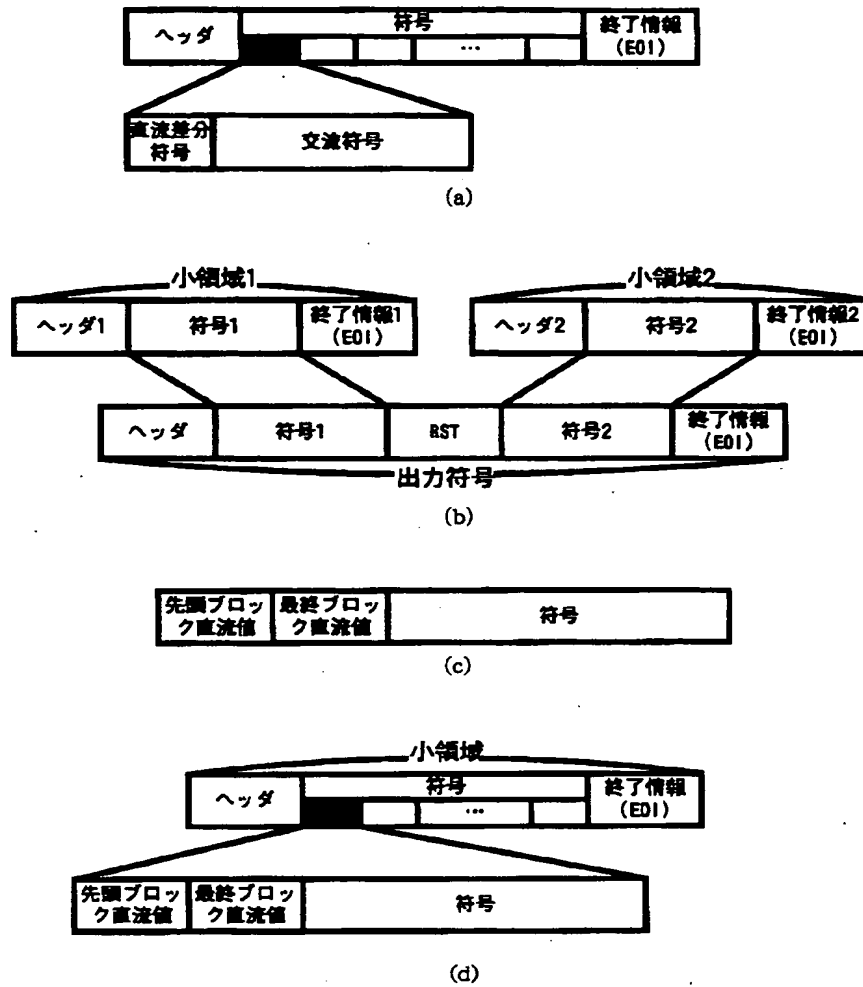 ヘッダ
符号
終了情報
(EOI)
…
直流差分
符号
交流符号
(a)
小領域1
小領域2
ヘッダ1
符号1
終了情報1
(EOI)
ヘッダ2
符号2
終了情報2
(EOI)
ヘッダ
符号1
RST
符号2
終了情報
(EOI)
出力符号
(b)
先頭ブロッ
ク直流値
最終ブロッ
ク直流値
符号
(c)
小領域
ヘッダ
符号
終了情報
(EOI)
…
先頭ブロッ
ク直流値
最終ブロッ
ク直流値
符号
(d)